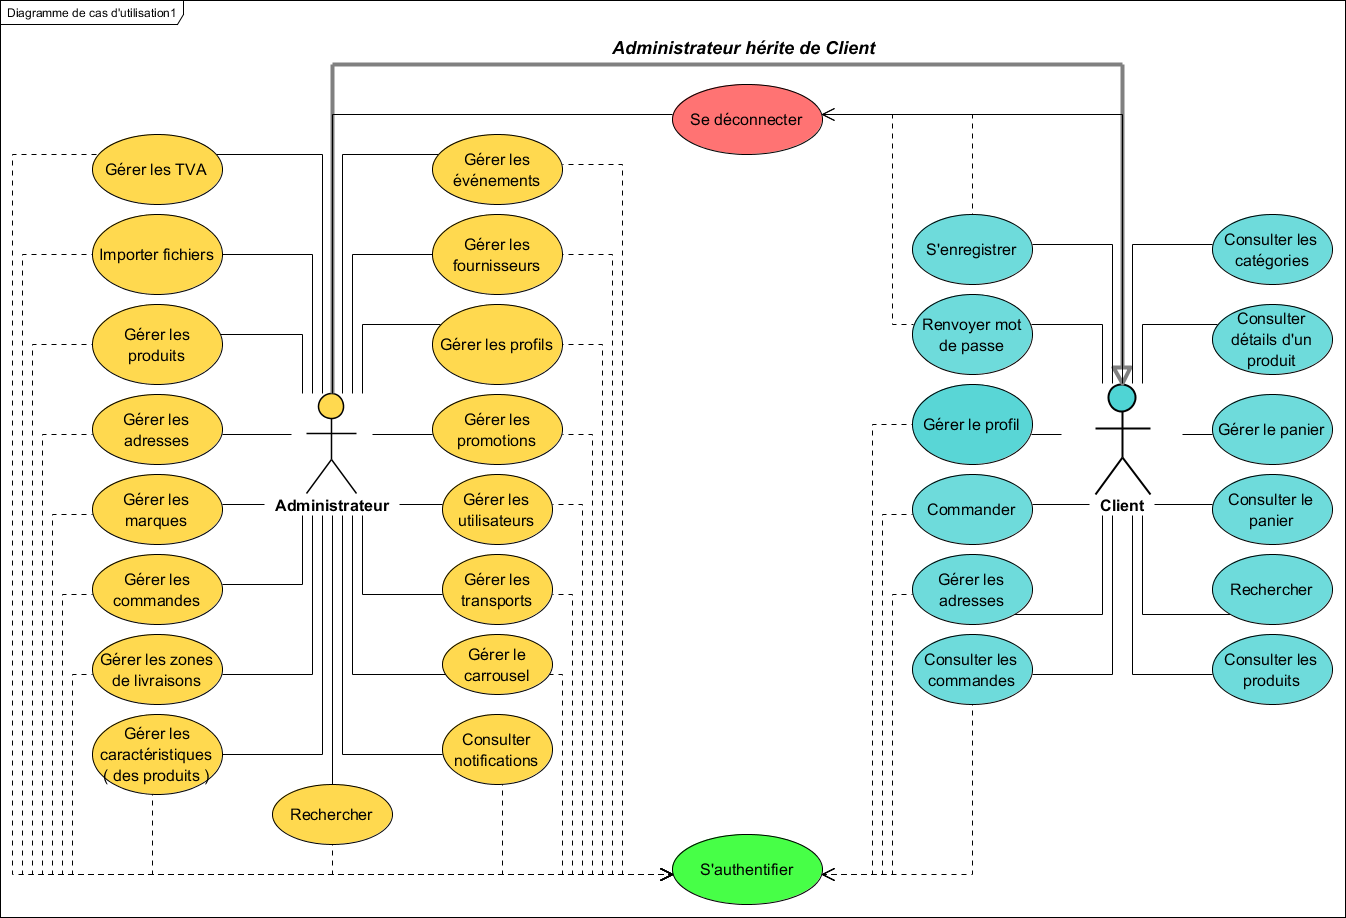 Diagramme de cas d'utilisation1
Administrateur hérite de Client
Se déconnecter
Gérer les TVA
Importer fichiers
Gérer les
produits
Gérer les
adresses
Gérer les
marques
Gérer les
commandes
Gérer les zones
de livraisons
Gérer les
caractéristiques
( des produits )
Administrateur
Rechercher
Gérer les
événements
Gérer les
fournisseurs
Gérer les profils
Gérer les
promotions
Gérer les
utilisateurs
Gérer les
transports
Gérer le
carrousel
Consulter
notifications
S'authentifier
S'enregistrer
Renvoyer mot
de passe
Gérer le profil
Commander
Gérer les
adresses
Consulter les
commandes
Client
Consulter les
catégories
Consulter
détails d'un
produit
Gérer le panier
Consulter le
panier
Rechercher
Consulter les
produits